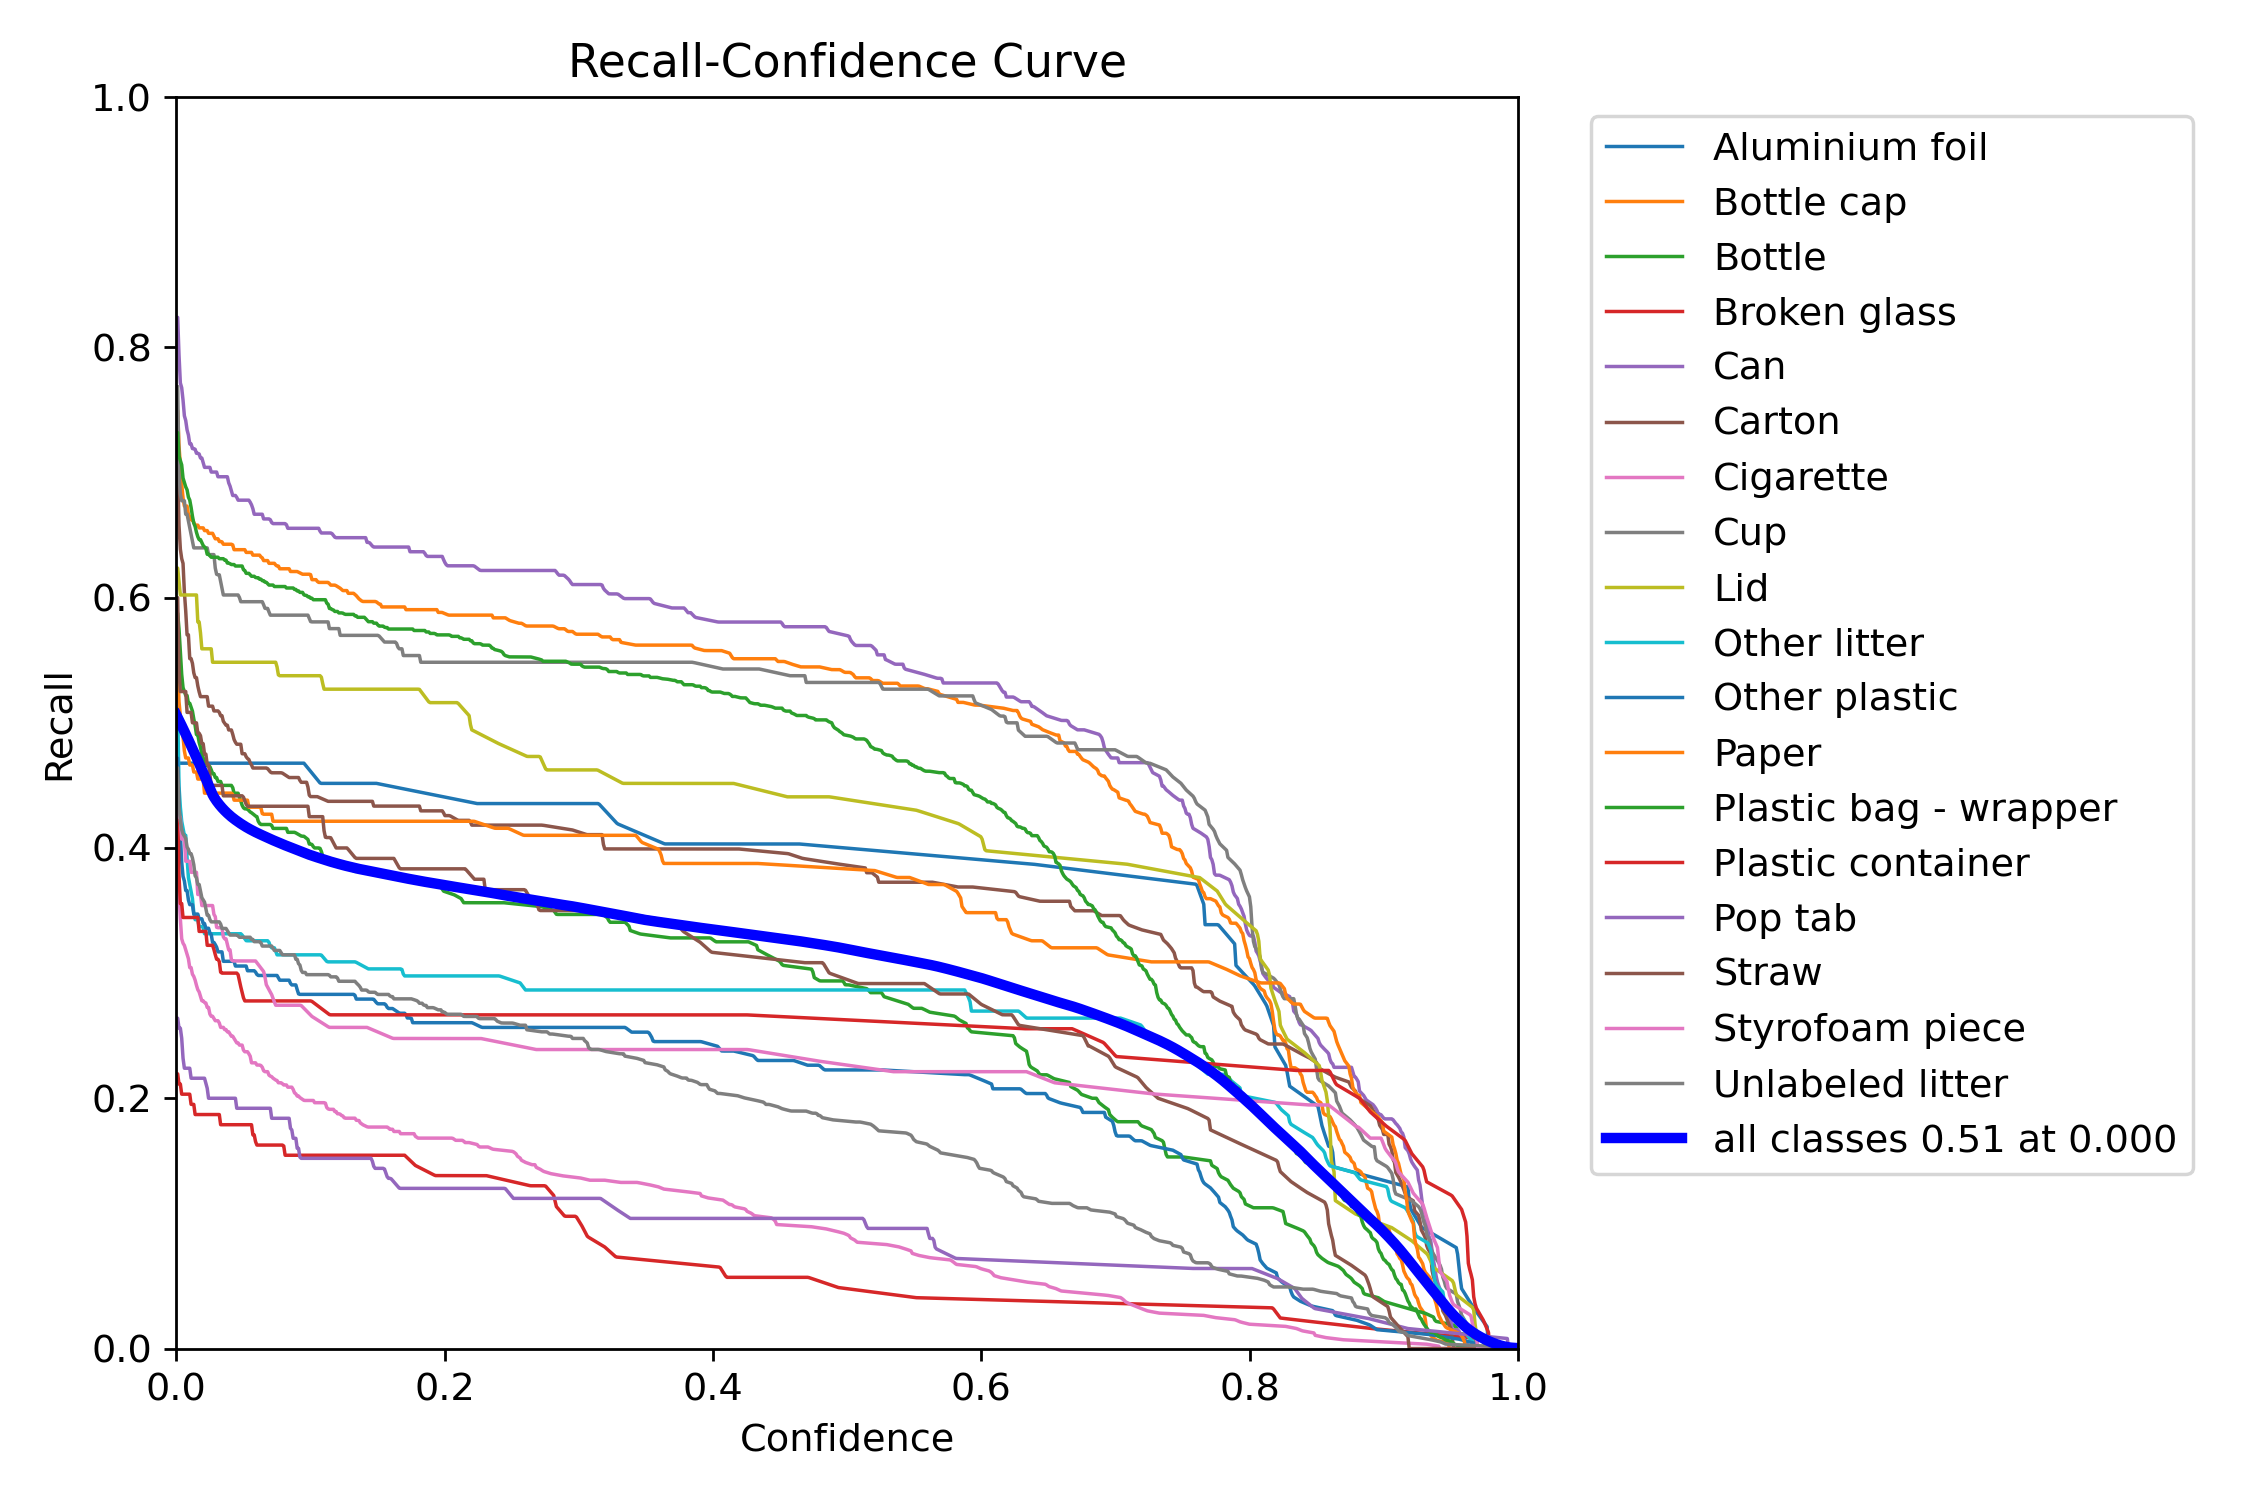 Recall-Confidence Curve
1.0
0.8
0.6
0.4
0.2
0.0
Recall
0.0 0.2 0.4 0.6 0.8 1.0
Confidence
Aluminium foil
Bottle cap
Bottle
Broken glass
Can
Carton
Cigarette
Cup
Lid
Other litter
Other plastic
Paper
Plastic bag - wrapper
Plastic container
Pop tab
Straw
Styrofoam piece
Unlabeled litter
all classes 0.51 at 0.000